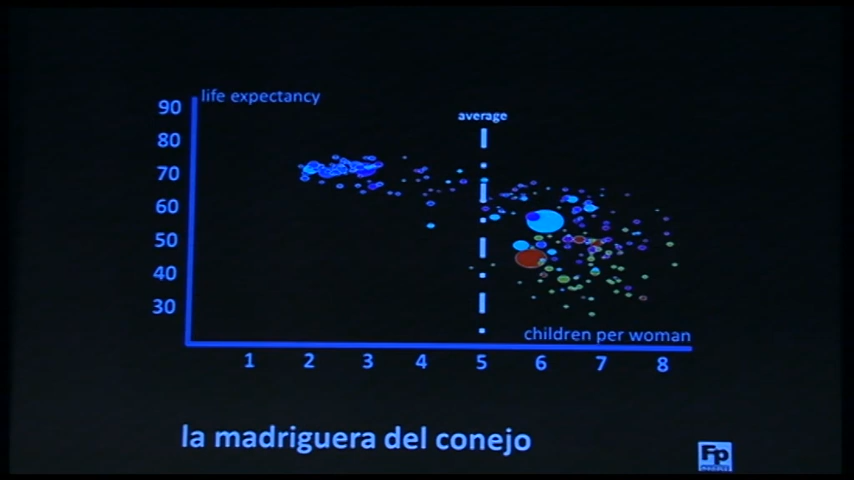 life expectancy
average
90
80
70
60
50
40
30
children per woman
1 2 3 4 5 6 7 8
la madriguera del conejo
Fp